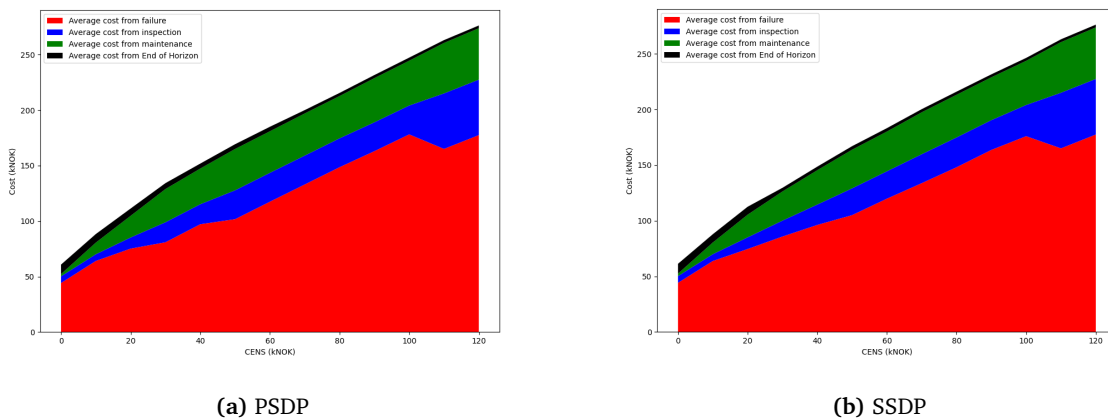 Average cost from failure
Average cost from inspection
Average cost from maintenance
Average cost from End of Horizon
250
200
150
100
50
0
Cost (kNOK)
0 20 40 60 80 100 120
CENS (kNOK)
(a) PSDP
Average cost from failure
Average cost from inspection
Average cost from maintenance
Average cost from End of Horizon
250
200
150
100
50
0
Cost (kNOK)
0 20 40 60 80 100 120
CENS (kNOK)
(b) SSDP